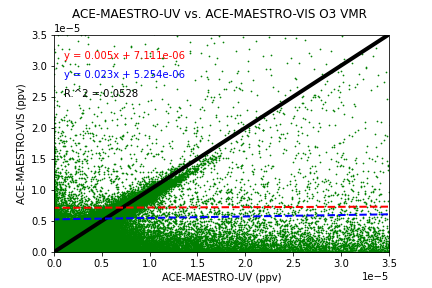 ACE-MAESTRO-UV vs. ACE-MAESTRO-VIS O3 VMR
1e−5
3.5
3.0
2.5
2.0
1.5
1.0
0.5
0.0
ACE-MAESTRO-VIS (ppv)
y = 0.005x + 7.111e-06
y = 0.023x + 5.254e-06
R^2 = 0.0528
0.0 0.5 1.0 1.5 2.0 2.5 3.0 3.5
ACE-MAESTRO-UV (ppv)
1e−5